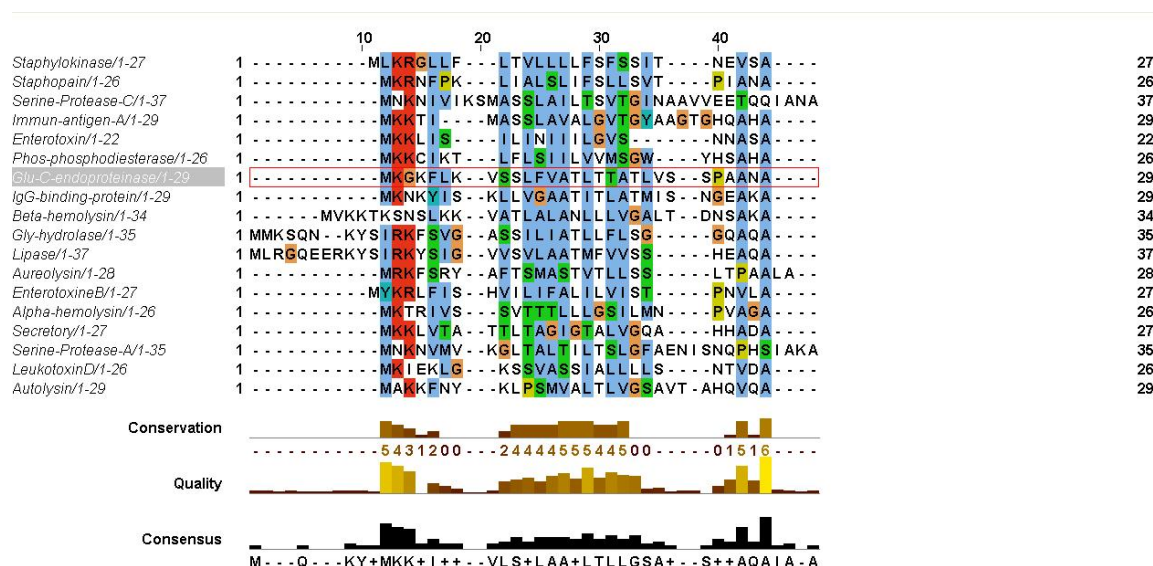 10 20 30 40
Staphylokinase/1-27 1 ----------MLKRGLLF---LTVLLLLFSFSSIT----NEVSA---- 27
Staphopain/1-26 1 -----------MKRNFPK---LIALSLIFSLLSVT----PIANA---- 26
Serine-Protease-C/1-37 1 -----------MNKNIVIKSMASSLAILTSVTGINAAVVEETQQIANA 37
Immun-antigen-A/1-29 1 -----------MKKTI----MASSLAVALGVTGYAAGTGHQAHA---- 29
Enterotoxin/1-22 1 -----------MKKLIS----ILINIIILGVS-------NNASA---- 22
Phos-phosphodiesterase/1-26 1 -----------MKKCIKT---LFLSIILVVMSGW----YHSAHA---- 26
Glu-C-endoproteinase/1-29 1 -----------MKGKFLK--VSSLFVATLTTATLVS--SPAANA---- 29
IgG-binding-protein/1-29 1 -----------MKNKYIS--KLLVGAATITLATMIS--NGEAKA---- 29
Beta-hemolysin/1-34 1 ------MVKKTKSNSLKK--VATLALANLLLVGALT--DNSAKA---- 34
Gly-hydrolase/1-35 1 MMKSQN--KYSIRKFSVG--ASSILIATLLFLSG-----GQAQA---- 35
Lipase/1-37 1 MLRGQEERKYSIRKYSIG--VVSVLAATMFVVSS-----HEAQA---- 37
Aureolysin/1-28 1 -----------MRKFSRY--AFTSMASTVTLLSS-----LTPAALA-- 28
EnterotoxineB/1-27 1 ----------MYKRLFIS--HVILIFALILVIST-----PNVLA---- 27
Alpha-hemolysin/1-26 1 -----------MKTRIVS---SVTTTLLLGSILMN----PVAGA---- 26
Secretory/1-27 1 -----------MKKLVTA--TTLTAGIGTALVGQA----HHADA---- 27
Serine-Protease-A/1-35 1 -----------MNKNVMV--KGLTALTILTSLGFAENISNQPHSIAKA 35
LeukotoxinD/1-26 1 -----------MKIEKLG---KSSVASSIALLLLS----NTVDA---- 26
Autolysin/1-29 1 -----------MAKKFNY---KLPSMVALTLVGSAVT-AHQVQA---- 29
Conservation
-----------5431200---2444455544500-----01516----
Quality
Consensus
M---Q---KY+MKK+I++--VLS+LAA+LTLLGSA+--S++AQAIA-A